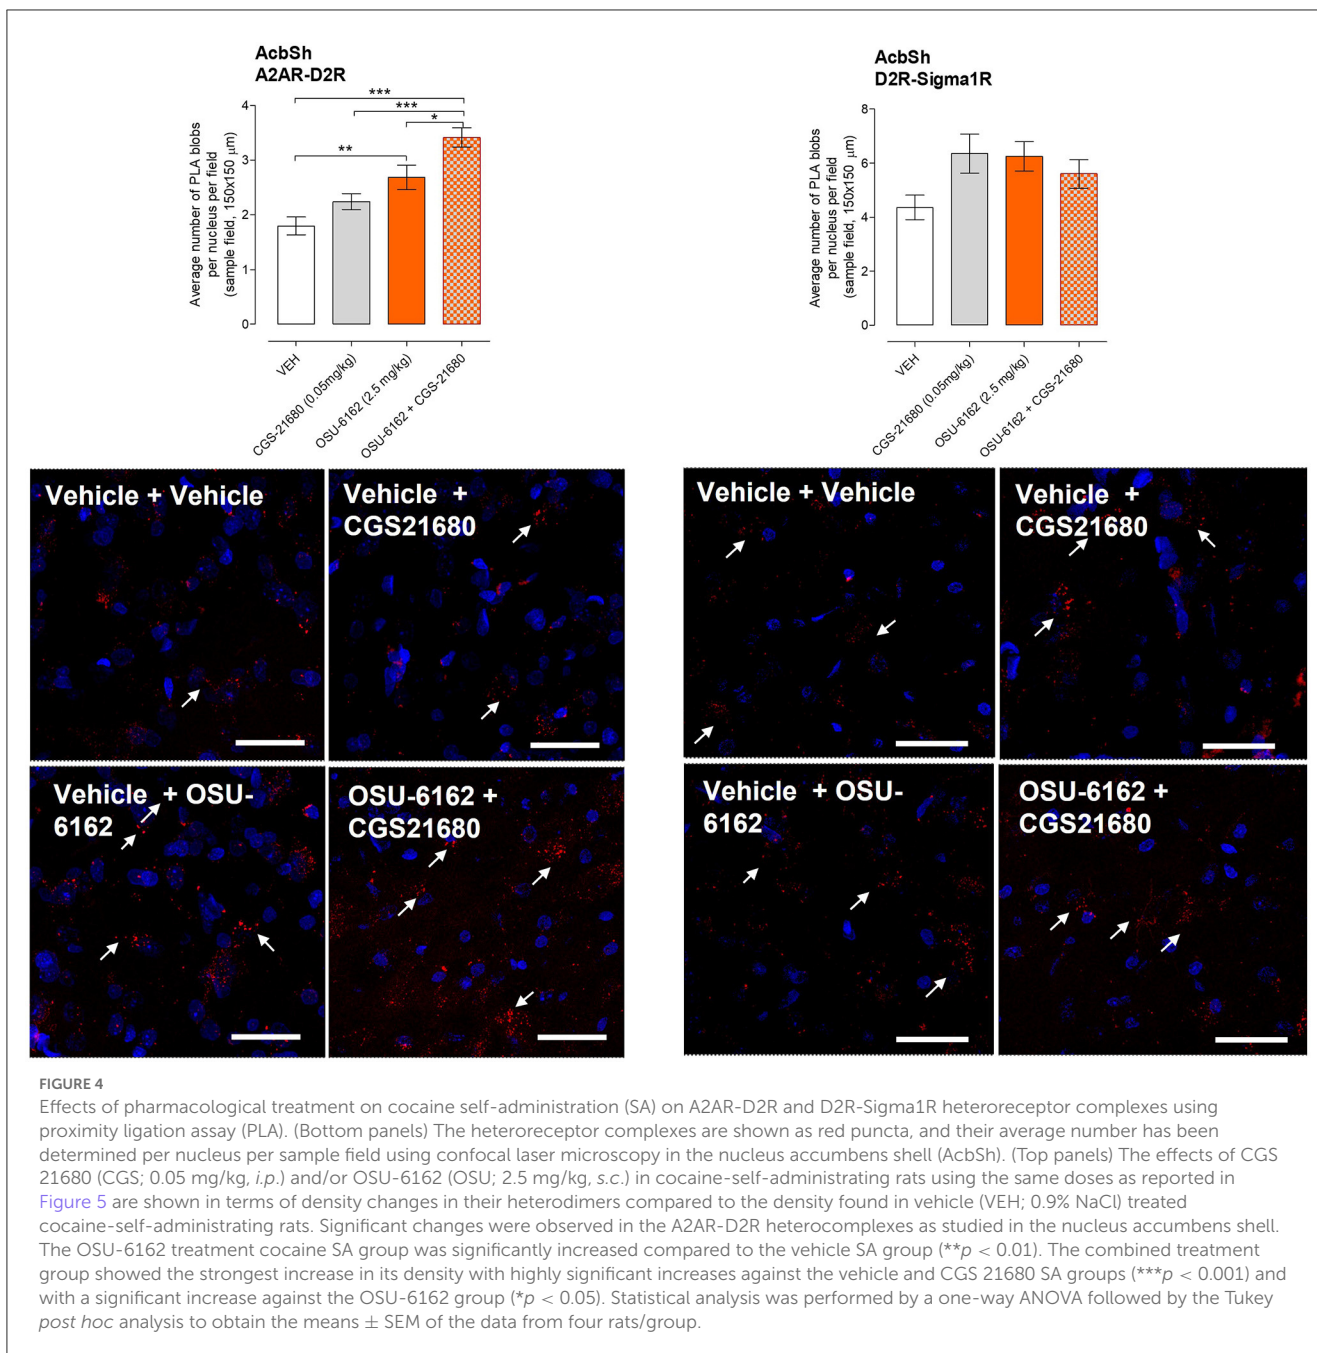 AcbSh
A2AR-D2R
Average number of PLA blobs
per nucleus per field
(sample field, 150x150 μm)
4
3
2
1
0
***
***
*
**
VEH
CGS-21680 (0.05mg/kg)
OSU-6162 (2.5 mg/kg)
OSU-6162 + CGS-21680
AcbSh
D2R-Sigma1R
Average number of PLA blobs
per nucleus per field
(sample field, 150x150 μm)
8
6
4
2
0
VEH
CGS-21680 (0.05mg/kg)
OSU-6162 (2.5 mg/kg)
OSU-6162 + CGS-21680
Vehicle + Vehicle
Vehicle +
CGS21680
Vehicle + OSU-
6162
OSU-6162 +
CGS21680
Vehicle + Vehicle
Vehicle +
CGS21680
Vehicle + OSU-
6162
OSU-6162 +
CGS21680
FIGURE 4
Effects of pharmacological treatment on cocaine self-administration (SA) on A2AR-D2R and D2R-Sigma1R heteroreceptor complexes using
proximity ligation assay (PLA). (Bottom panels) The heteroreceptor complexes are shown as red puncta, and their average number has been
determined per nucleus per sample field using confocal laser microscopy in the nucleus accumbens shell (AcbSh). (Top panels) The effects of CGS
21680 (CGS; 0.05 mg/kg, i.p.) and/or OSU-6162 (OSU; 2.5 mg/kg, s.c.) in cocaine-self-administrating rats using the same doses as reported in
Figure 5 are shown in terms of density changes in their heterodimers compared to the density found in vehicle (VEH; 0.9% NaCl) treated
cocaine-self-administrating rats. Significant changes were observed in the A2AR-D2R heterocomplexes as studied in the nucleus accumbens shell.
The OSU-6162 treatment cocaine SA group was significantly increased compared to the vehicle SA group (**p < 0.01). The combined treatment
group showed the strongest increase in its density with highly significant increases against the vehicle and CGS 21680 SA groups (***p < 0.001) and
with a significant increase against the OSU-6162 group (*p < 0.05). Statistical analysis was performed by a one-way ANOVA followed by the Tukey
post hoc analysis to obtain the means ± SEM of the data from four rats/group.